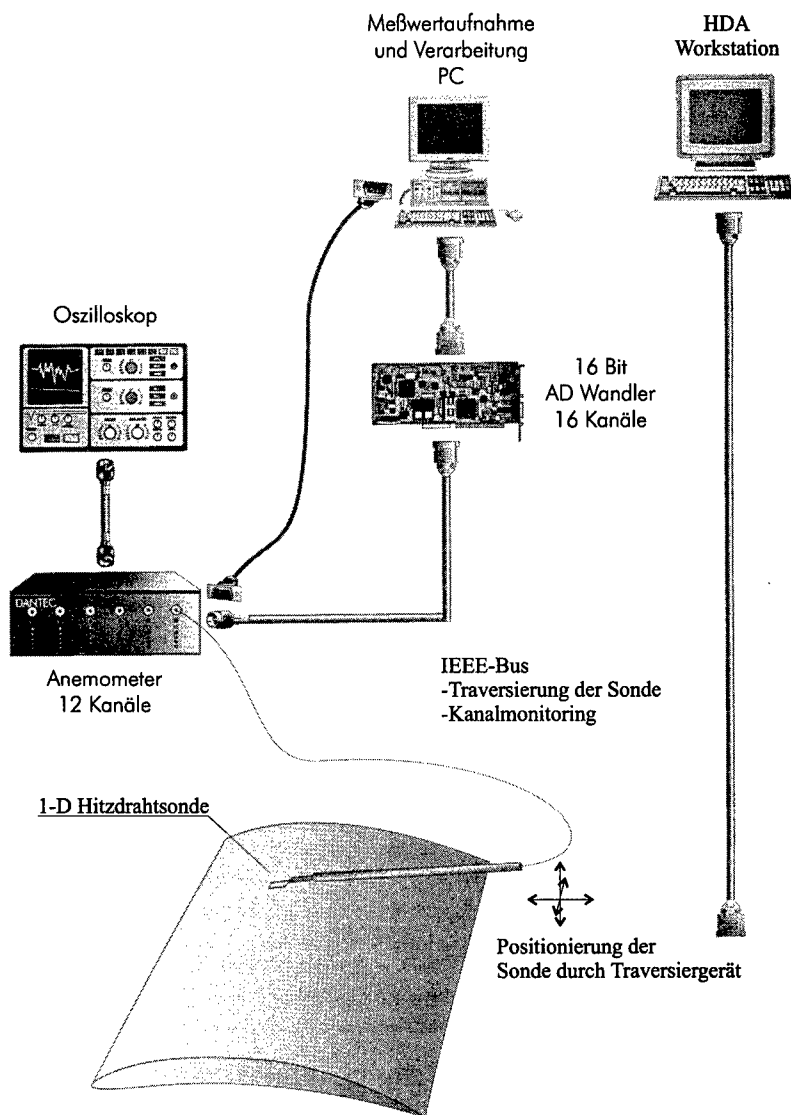 Meßwertaufnahme
und Verarbeitung
PC
HDA
Workstation
Oszilloskop
16 Bit
AD Wandler
16 Kanäle
DANTEC
Anemometer
12 Kanäle
IEEE-Bus
-Traversierung der Sonde
-Kanalmonitoring
1-D Hitzdrahtsonde
Positionierung der
Sonde durch Traversiergerät